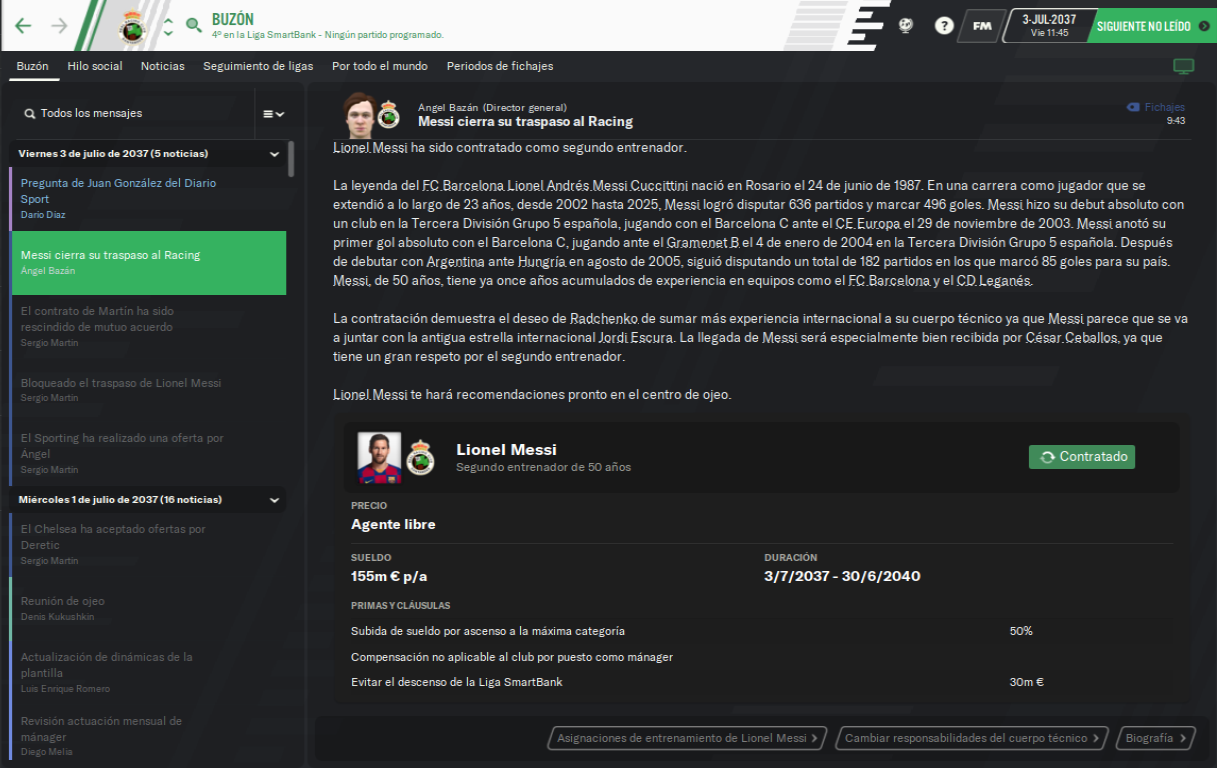 BUZÓN
4º en la Liga SmartBank - Ningún partido programado.
?
FM
3-JUL-2037
Vie 11:45
SIGUIENTE NO LEÍDO
Buzón Hilo social Noticias Seguimiento de ligas Por todo el mundo Periodos de fichajes
Todos los mensajes
Viernes 3 de julio de 2037 (5 noticias)
Pregunta de Juan González del Diario
Sport
Dario Díaz
Messi cierra su traspaso al Racing
Angel Bazán
El contrato de Martín ha sido
rescindido de mutuo acuerdo
Sergio Martín
Bloqueado el traspaso de Lionel Messi
Sergio Martín
El Sporting ha realizado una oferta por
Ángel
Sergio Martín
Miércoles 1 de julio de 2037 (16 noticias)
El Chelsea ha aceptado ofertas por
Deretic
Sergio Martín
Reunión de ojeo
Denis Kukushkin
Actualización de dinámicas de la
plantilla
Luis Enrique Romero
Revisión actuación mensual de
mánager
Diego Melia
Angel Bazán (Director general)
Messi cierra su traspaso al Racing
Fichajes
9:43
Lionel Messi ha sido contratado como segundo entrenador.
La leyenda del FC Barcelona Lionel Andrés Messi Cuccittini nació en Rosario el 24 de junio de 1987. En una carrera como jugador que se
extendió a lo largo de 23 años, desde 2002 hasta 2025, Messi logró disputar 636 partidos y marcar 496 goles. Messi hizo su debut absoluto con
un club en la Tercera División Grupo 5 española, jugando con el Barcelona C ante el CE Europa el 29 de noviembre de 2003. Messi anotó su
primer gol absoluto con el Barcelona C, jugando ante el Gramenet B el 4 de enero de 2004 en la Tercera División Grupo 5 española. Después
de debutar con Argentina ante Hungría en agosto de 2005, siguió disputando un total de 182 partidos en los que marcó 85 goles para su país.
Messi, de 50 años, tiene ya once años acumulados de experiencia en equipos como el FC Barcelona y el CD Leganés.
La contratación demuestra el deseo de Radchenko de sumar más experiencia internacional a su cuerpo técnico ya que Messi parece que se va
a juntar con la antigua estrella internacional Jordi Escura. La llegada de Messi será especialmente bien recibida por César Ceballos, ya que
tiene un gran respeto por el segundo entrenador.
Lionel Messi te hará recomendaciones pronto en el centro de ojeo.
Lionel Messi
Segundo entrenador de 50 años
Contratado
PRECIO
Agente libre
SUELDO DURACIÓN
155m € p/a 3/7/2037 - 30/6/2040
PRIMAS Y CLÁUSULAS
Subida de sueldo por ascenso a la máxima categoría 50%
Compensación no aplicable al club por puesto como mánager
Evitar el descenso de la Liga SmartBank 30m €
Asignaciones de entrenamiento de Lionel Messi Cambiar responsabilidades del cuerpo técnico Biografía